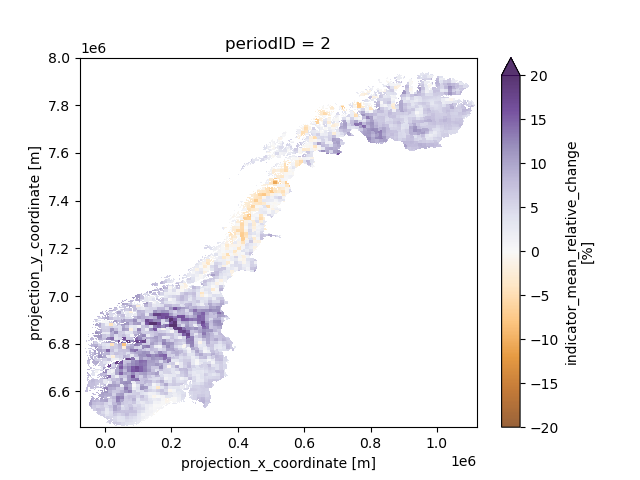 periodID = 2
1e6
8.0
7.8
7.6
7.4
7.2
7.0
6.8
6.6
projection_y_coordinate [m]
0.0 0.2 0.4 0.6 0.8 1.0
projection_x_coordinate [m]
1e6
20
15
10
5
0
−5
−10
−15
−20
indicator_mean_relative_change
[%]